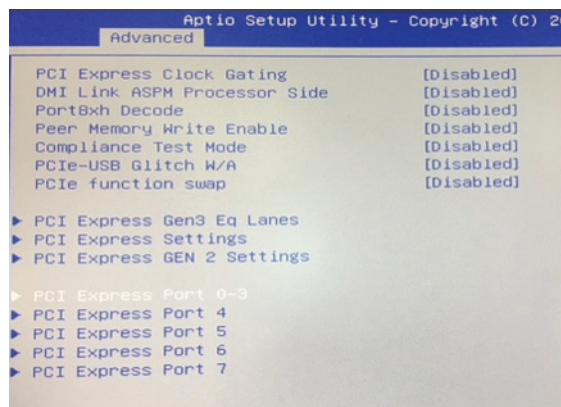 Aptio Setup Utility – Copyright (C) 2
Advanced
PCI Express Clock Gating [Disabled]
DMI Link ASPM Processor Side [Disabled]
Port8xh Decode [Disabled]
Peer Memory Write Enable [Disabled]
Compliance Test Mode [Disabled]
PCIe-USB Glitch W/A [Disabled]
PCIe function swap [Disabled]
PCI Express Gen3 Eq Lanes
PCI Express Settings
PCI Express GEN 2 Settings
PCI Express Port 0-3
PCI Express Port 4
PCI Express Port 5
PCI Express Port 6
PCI Express Port 7